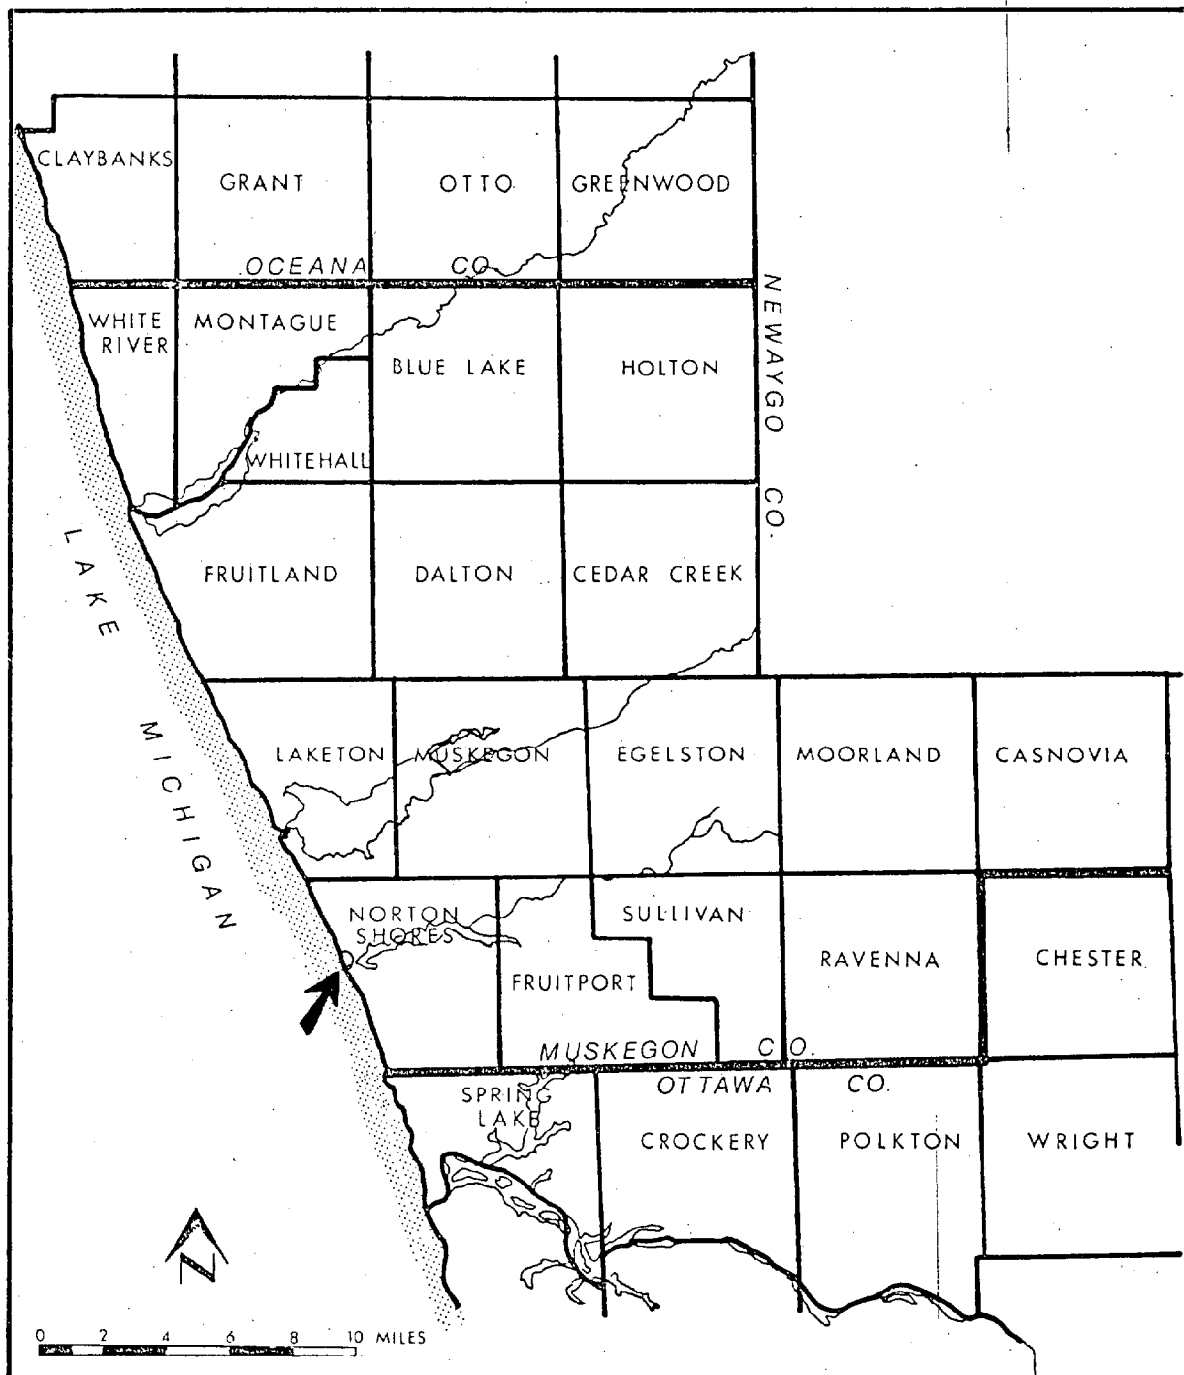 CLAYBANKS
GRANT
OTTO
GREENWOOD
OCEANA CO.
WHITE
RIVER
MONTAGUE
BLUE LAKE
HOLTON
NEWAYGO CO.
WHITEHALL
LAKE MICHIGAN
FRUITLAND
DALTON
CEDAR CREEK
LAKETON
MUSKEGON
EGELSTON
MOORLAND
CASNOVIA
NORTON
SHORES
SULLIVAN
FRUITPORT
RAVENNA
CHESTER
MUSKEGON CO.
OTTAWA CO.
SPRING
LAKE
CROCKERY
POLKTON
WRIGHT
N
0 2 4 6 8 10 MILES